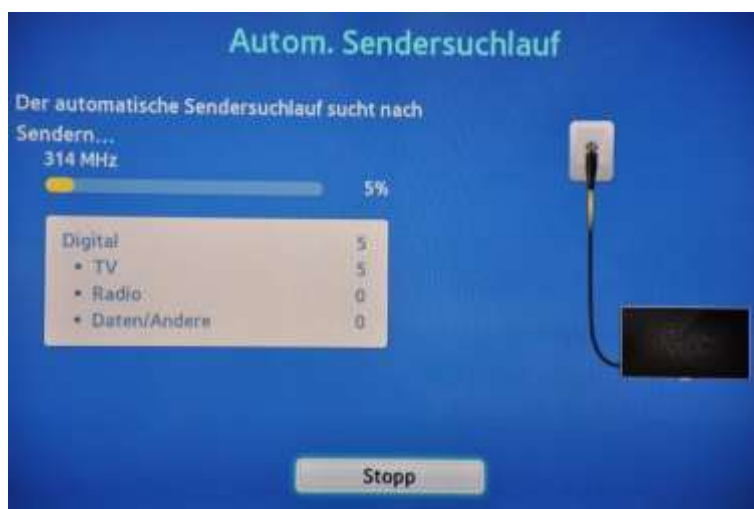 Autom. Sendersuchlauf
Der automatische Sendersuchlauf sucht nach
Sendern...
314 MHz
5%
Digital 5
• TV 5
• Radio 0
• Daten/Andere 0
Stopp